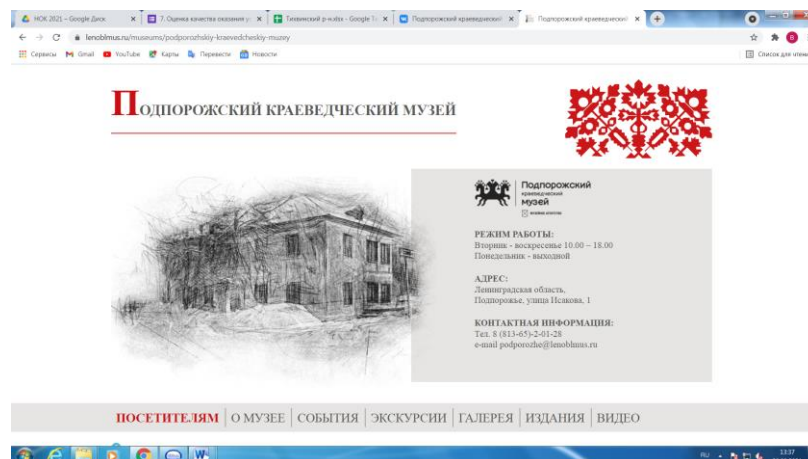 НОК 2021 – Google Диск
7. Оценка качества оказания у
Тихвинский р-н.xlsx - Google Т
Подпорожский краеведческий
Подпорожский краеведческий
lenoblmus.ru/museums/podporozhskiy-kraevedcheskiy-muzey
Сервисы Gmail YouTube Карты Перевести Новости
Список для чтения
ПОДПОРОЖСКИЙ КРАЕВЕДЧЕСКИЙ МУЗЕЙ
Подпорожский
краеведческий
музей
РЕЖИМ РАБОТЫ:
Вторник - воскресенье 10.00 – 18.00
Понедельник - выходной
АДРЕС:
Ленинградская область,
Подпорожье, улица Исакова, 1
КОНТАКТНАЯ ИНФОРМАЦИЯ:
Тел. 8 (813-65)-2-01-28
e-mail podporozhe@lenoblmus.ru
ПОСЕТИТЕЛЯМ О МУЗЕЕ СОБЫТИЯ ЭКСКУРСИИ ГАЛЕРЕЯ ИЗДАНИЯ ВИДЕО
RU
13:37